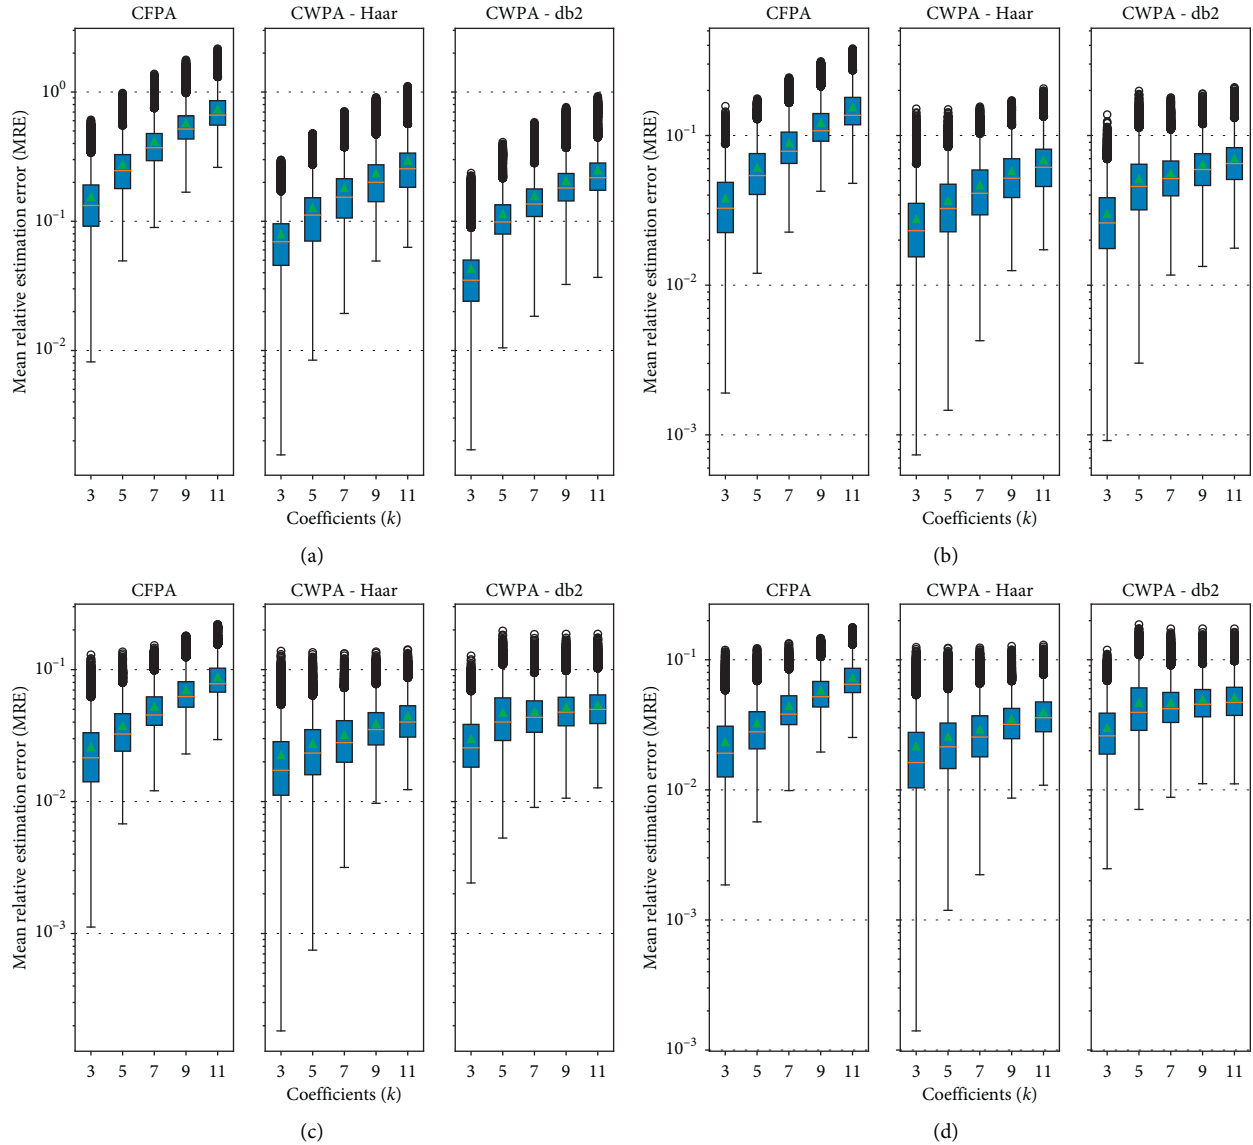 CFPA CWPA - Haar CWPA - db2
Mean relative estimation error (MRE)
10⁰
10⁻¹
10⁻²
3 5 7 9 11 3 5 7 9 11 3 5 7 9 11
Coefficients (k)
(a)
CFPA CWPA - Haar CWPA - db2
Mean relative estimation error (MRE)
10⁻¹
10⁻²
10⁻³
3 5 7 9 11 3 5 7 9 11 3 5 7 9 11
Coefficients (k)
(b)
CFPA CWPA - Haar CWPA - db2
Mean relative estimation error (MRE)
10⁻¹
10⁻²
10⁻³
3 5 7 9 11 3 5 7 9 11 3 5 7 9 11
Coefficients (k)
(c)
CFPA CWPA - Haar CWPA - db2
Mean relative estimation error (MRE)
10⁻¹
10⁻²
10⁻³
10⁻³
3 5 7 9 11 3 5 7 9 11 3 5 7 9 11
Coefficients (k)
(d)